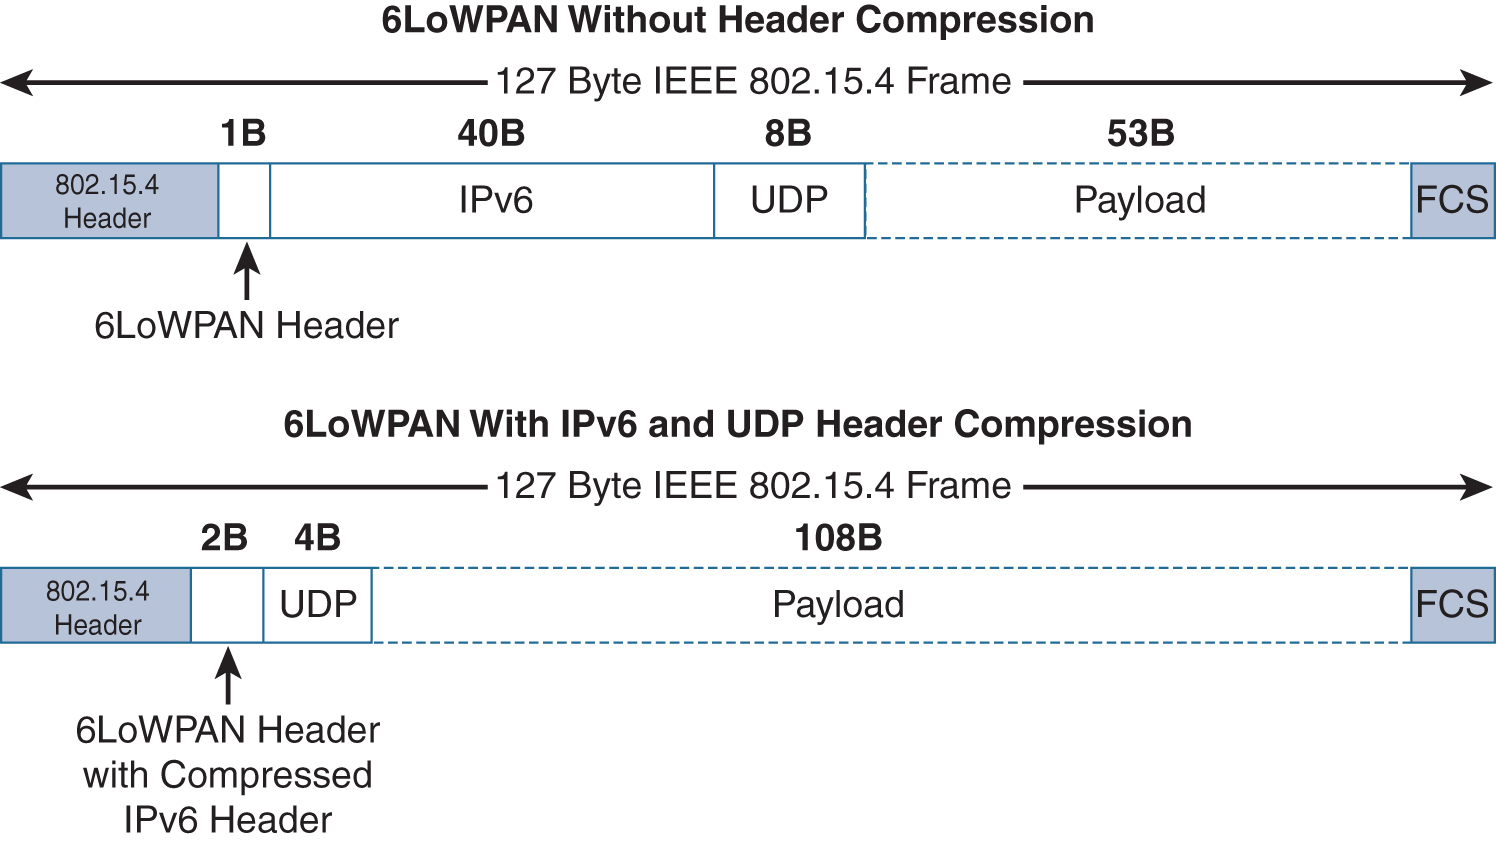 6LoWPAN Without Header Compression
127 Byte IEEE 802.15.4 Frame
1B 40B 8B 53B
802.15.4
Header
IPv6 UDP Payload FCS
6LoWPAN Header
6LoWPAN With IPv6 and UDP Header Compression
127 Byte IEEE 802.15.4 Frame
2B 4B 108B
802.15.4
Header
UDP Payload FCS
6LoWPAN Header
with Compressed
IPv6 Header